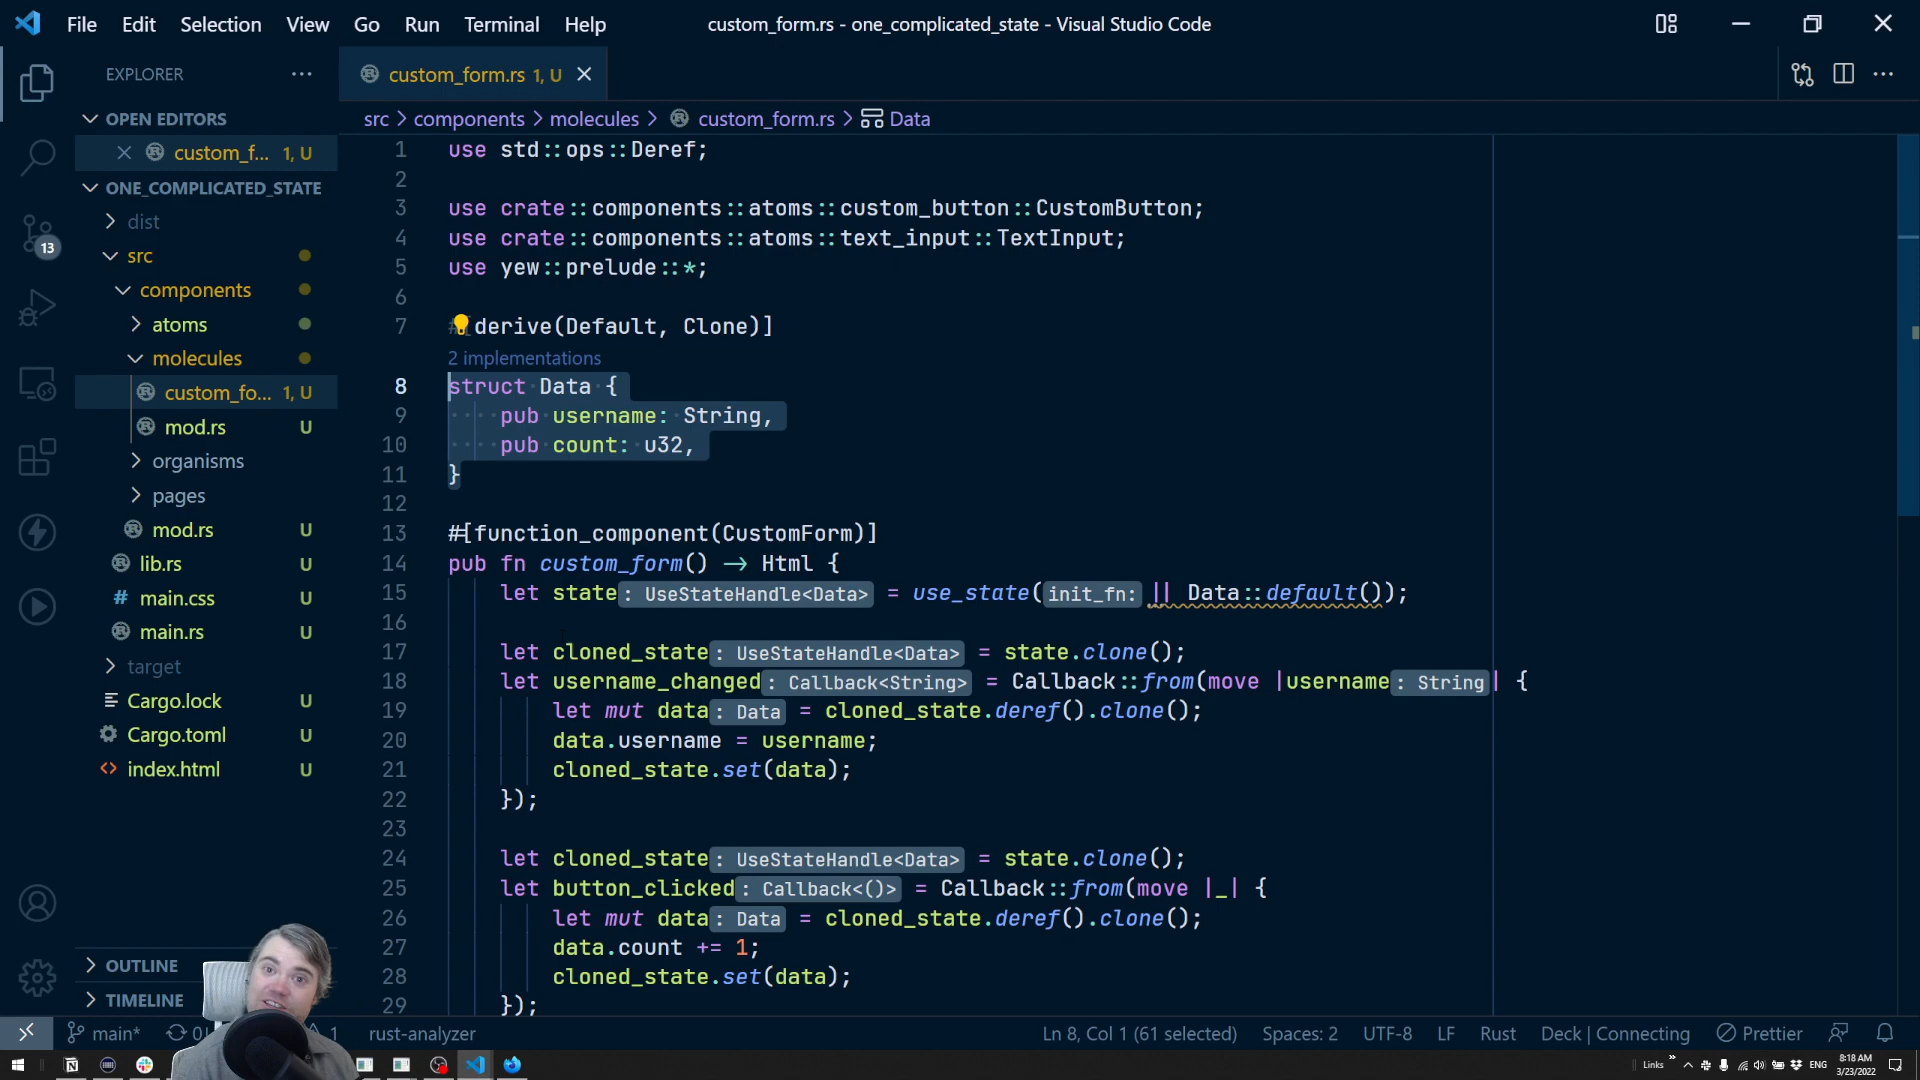 File Edit Selection View Go Run Terminal Help
custom_form.rs - one_complicated_state - Visual Studio Code
EXPLORER
custom_form.rs 1, U
OPEN EDITORS
custom_f... 1, U
ONE_COMPLICATED_STATE
dist
src
components
atoms
molecules
custom_fo... 1, U
mod.rs U
organisms
pages
mod.rs U
lib.rs U
main.css U
main.rs U
target
Cargo.lock U
Cargo.toml U
index.html U
OUTLINE
TIMELINE
13
src > components > molecules > custom_form.rs > Data
1 use std::ops::Deref;
2
3 use crate::components::atoms::custom_button::CustomButton;
4 use crate::components::atoms::text_input::TextInput;
5 use yew::prelude::*;
6
7 #[derive(Default, Clone)]
2 implementations
8 struct Data {
9 pub username: String,
10 pub count: u32,
11 }
12
13 #[function_component(CustomForm)]
14 pub fn custom_form() -> Html {
15 let state: UseStateHandle<Data> = use_state(init_fn: || Data::default());
16
17 let cloned_state: UseStateHandle<Data> = state.clone();
18 let username_changed: Callback<String> = Callback::from(move |username: String| {
19 let mut data: Data = cloned_state.deref().clone();
20 data.username = username;
21 cloned_state.set(data);
22 });
23
24 let cloned_state: UseStateHandle<Data> = state.clone();
25 let button_clicked: Callback<()> = Callback::from(move |_| {
26 let mut data: Data = cloned_state.deref().clone();
27 data.count += 1;
28 cloned_state.set(data);
29 });
main* 1 rust-analyzer
Ln 8, Col 1 (61 selected) Spaces: 2 UTF-8 LF Rust Deck | Connecting Prettier
Links ENG 8:18 AM
3/23/2022